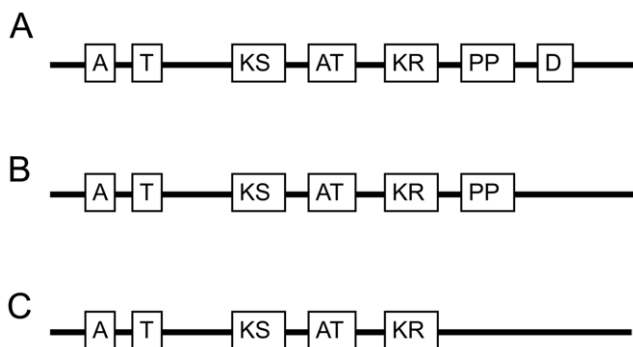 A
A T KS AT KR PP D
B
A T KS AT KR PP
C
A T KS AT KR